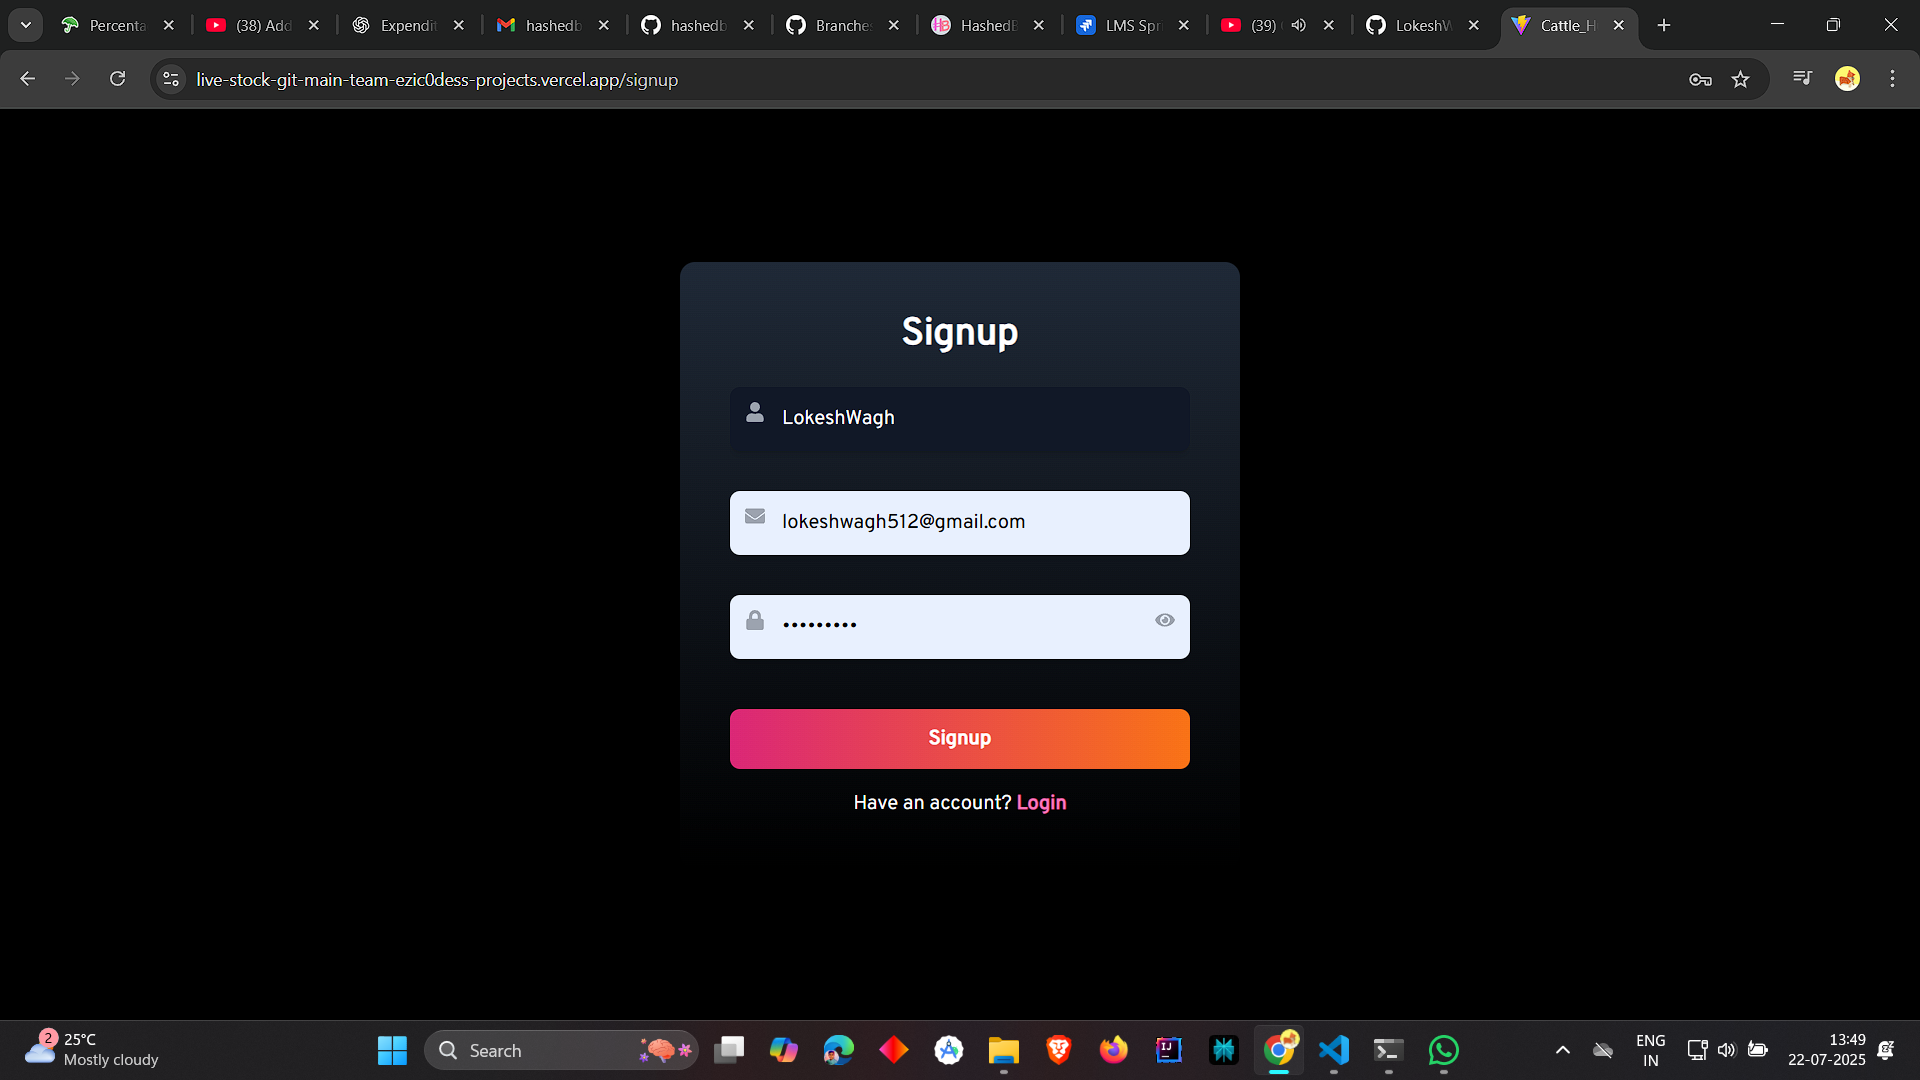 Percenta
(38) Add
Expendit
hashedb
hashedb
Branche
HashedB
LMS Spr
(39)
LokeshW
Cattle_H
live-stock-git-main-team-ezic0dess-projects.vercel.app/signup
Signup
LokeshWagh
lokeshwagh512@gmail.com
Signup
Have an account? Login
2
25°C
Mostly cloudy
Search
ENG
IN
13:49
22-07-2025